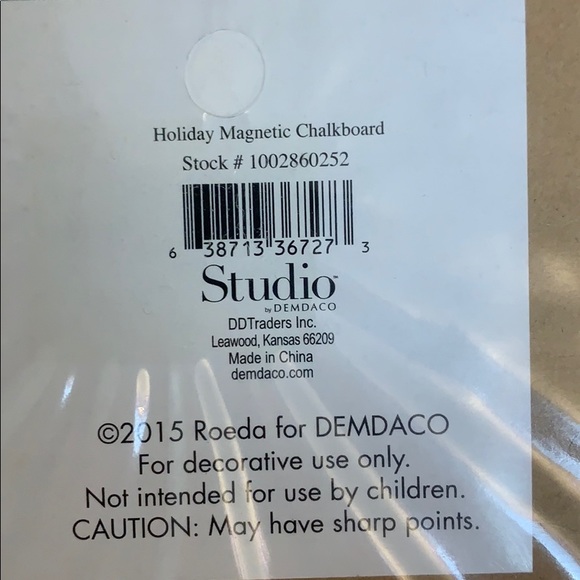 Holiday Magnetic Chalkboard
Stock # 1002860252
6 38713 36727 3
Studio™
by DEMDACO
DDTraders Inc.
Leawood, Kansas 66209
Made in China
demdaco.com
©2015 Roeda for DEMDACO
For decorative use only.
Not intended for use by children.
CAUTION: May have sharp points.